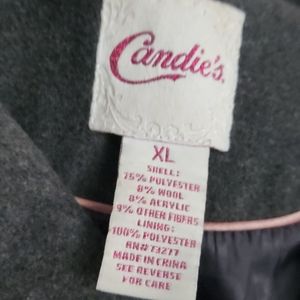 Candie's.
XL
SHELL:
75% POLYESTER
8% WOOL
8% ACRYLIC
9% OTHER FIBERS
LINING:
100% POLYESTER
RN#73277
MADE IN CHINA
SEE REVERSE
FOR CARE